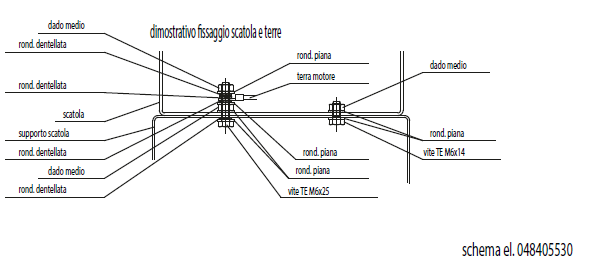 dado medio
dimostrativo fissaggio scatola e terre
rond. dentellata
rond. piana
dado medio
terra motore
rond. dentellata
scatola
supporto scatola
rond. piana
rond. dentellata
rond. piana
vite TE M6x14
dado medio
rond. piana
rond. dentellata
vite TE M6x25
schema el. 048405530